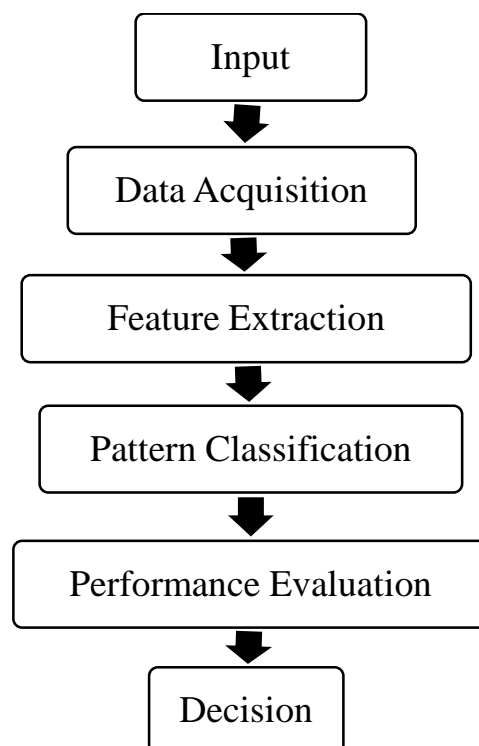 Input
Data Acquisition
Feature Extraction
Pattern Classification
Performance Evaluation
Decision